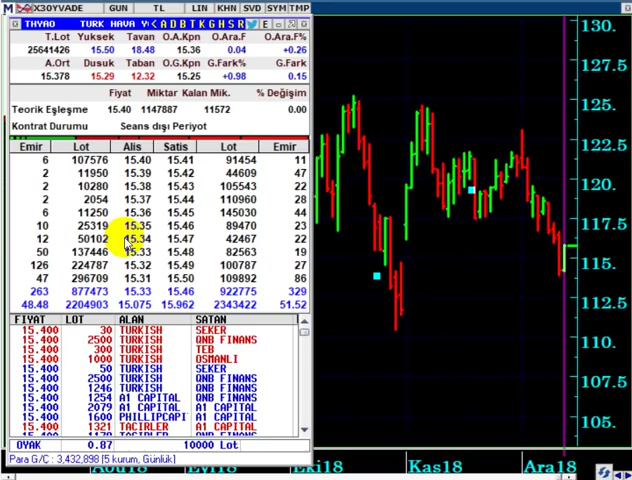 X30YVADE GUN TL LIN KHN SVD SYM TMP
THYAO TURK HAVA K A D B T K G H S R E
T.Lot Yuksek Tavan O.A.Kpn O.Ara.F O.Ara.F%
25641426 15.50 18.48 15.36 0.04 +0.26
A.Ort Dusuk Taban O.G.Kpn G.Fark% G.Fark
15.378 15.29 12.32 15.25 +0.98 0.15
Fiyat Miktar Kalan Mik. % Değişim
Teorik Eşleşme 15.40 1147887 11572 0.00
Kontrat Durumu Seans dışı Periyot
Emir Lot Alis Satis Lot Emir
6 107576 15.40 15.41 91454 11
2 11950 15.39 15.42 44609 47
2 10280 15.38 15.43 105543 22
2 2054 15.37 15.44 110960 28
6 11250 15.36 15.45 145030 44
10 25319 15.35 15.46 89470 23
12 50102 15.34 15.47 42467 22
50 137446 15.33 15.48 82563 19
126 224787 15.32 15.49 100787 27
47 296709 15.31 15.50 109892 86
263 877473 15.33 15.46 922775 329
48.48 2204903 15.075 15.962 2343422 51.52
FIYAT LOT ALAN SATAN
15.400 30 TURKISH SEKER
15.400 2500 TURKISH QNB FINANS
15.400 300 TURKISH TEB
15.400 1000 TURKISH OSMANLI
15.400 50 TURKISH SEKER
15.400 2500 TURKISH QNB FINANS
15.400 1246 TURKISH QNB FINANS
15.400 1254 A1 CAPITAL QNB FINANS
15.400 2079 A1 CAPITAL A1 CAPITAL
15.400 1600 PHILLIPCAPI A1 CAPITAL
15.400 1321 TACIRLER A1 CAPITAL
OYAK 0.87 10000 Lot
Para G/Ç : 3,432,898 (5 kurum, Günlük)
130.
127.5
125.
122.5
120.
117.5
115.
112.5
110.
107.5
105.
Eki18 Kas18 Ara18